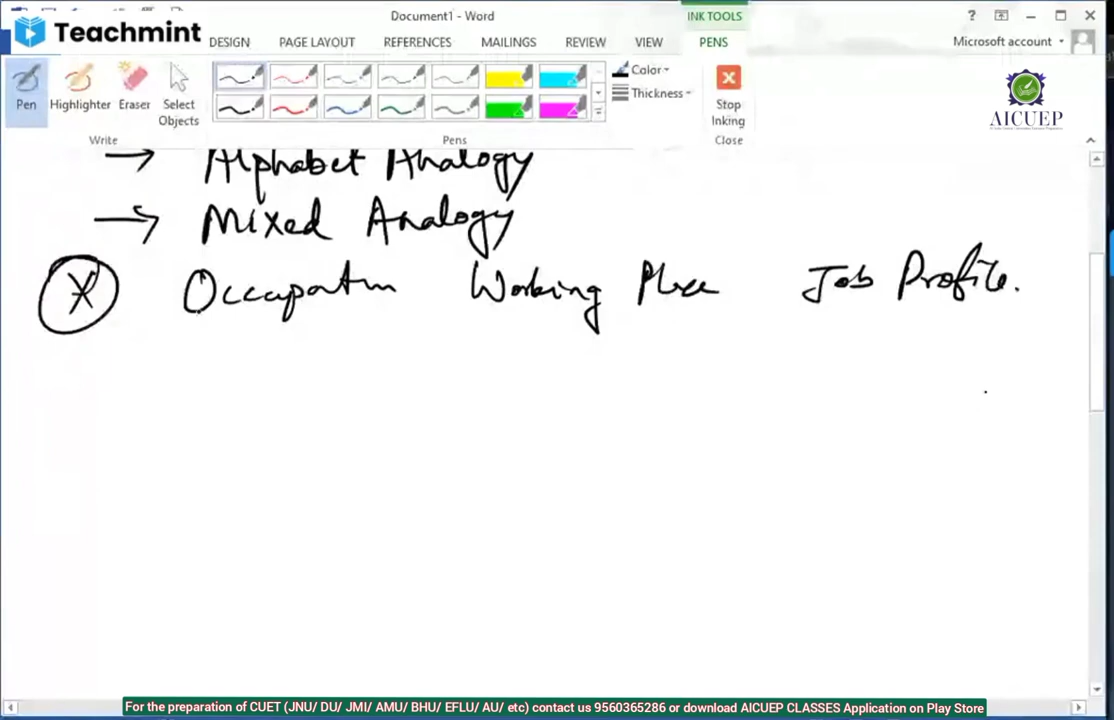 Document1 - Word
INK TOOLS
Teachmint
DESIGN PAGE LAYOUT REFERENCES MAILINGS REVIEW VIEW PENS
Microsoft account
Pen Highlighter Eraser Select Objects
Color
Thickness
Stop Inking
Write Pens Close
AICUEP
→ Alphabet Analogy
→ Mixed Analogy
Occupatin Working Place Job Profile.
For the preparation of CUET (JNU/ DU/ JMI/ AMU/ BHU/ EFLU/ AU/ etc) contact us 9560365286 or download AICUEP CLASSES Application on Play Store